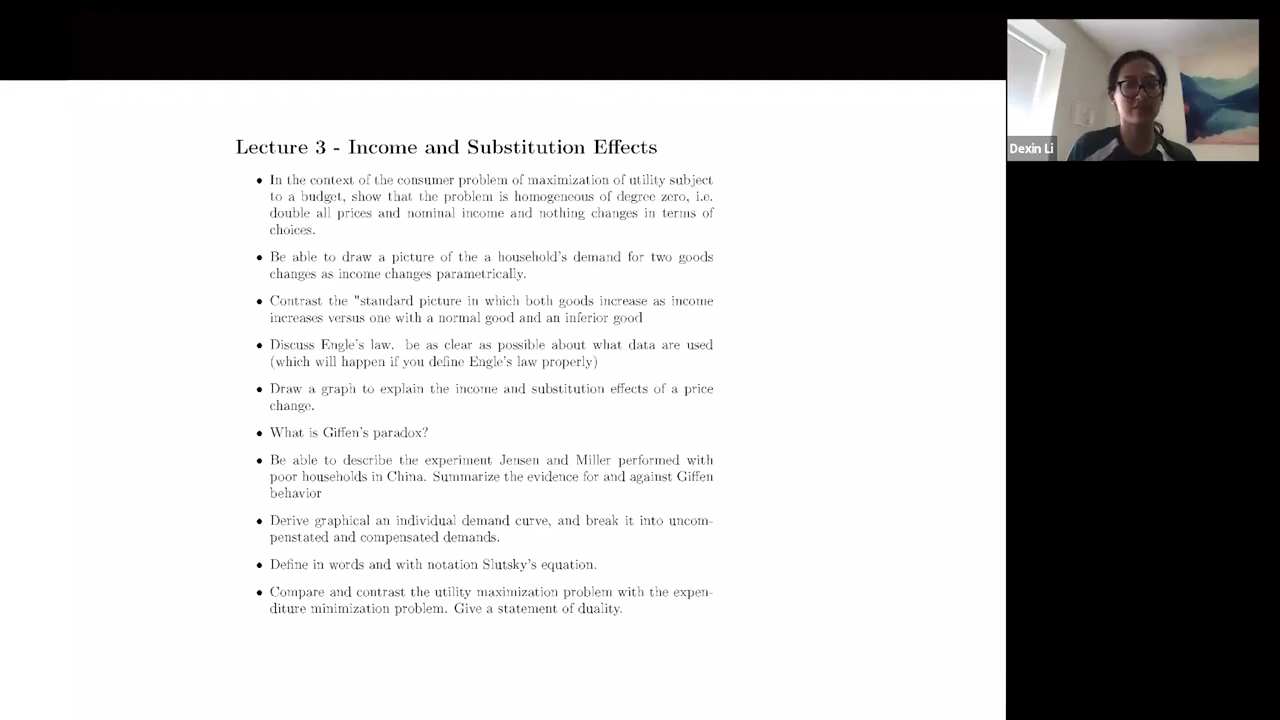 Lecture 3 - Income and Substitution Effects
• In the context of the consumer problem of maximization of utility subject
to a budget, show that the problem is homogeneous of degree zero, i.e.
double all prices and nominal income and nothing changes in terms of
choices.
• Be able to draw a picture of the a household's demand for two goods
changes as income changes parametrically.
• Contrast the "standard picture in which both goods increase as income
increases versus one with a normal good and an inferior good
• Discuss Engle's law. be as clear as possible about what data are used
(which will happen if you define Engle's law properly)
• Draw a graph to explain the income and substitution effects of a price
change.
• What is Giffen's paradox?
• Be able to describe the experiment Jensen and Miller performed with
poor households in China. Summarize the evidence for and against Giffen
behavior
• Derive graphical an individual demand curve, and break it into uncom-
penstated and compensated demands.
• Define in words and with notation Slutsky's equation.
• Compare and contrast the utility maximization problem with the expen-
diture minimization problem. Give a statement of duality.
Dexin Li